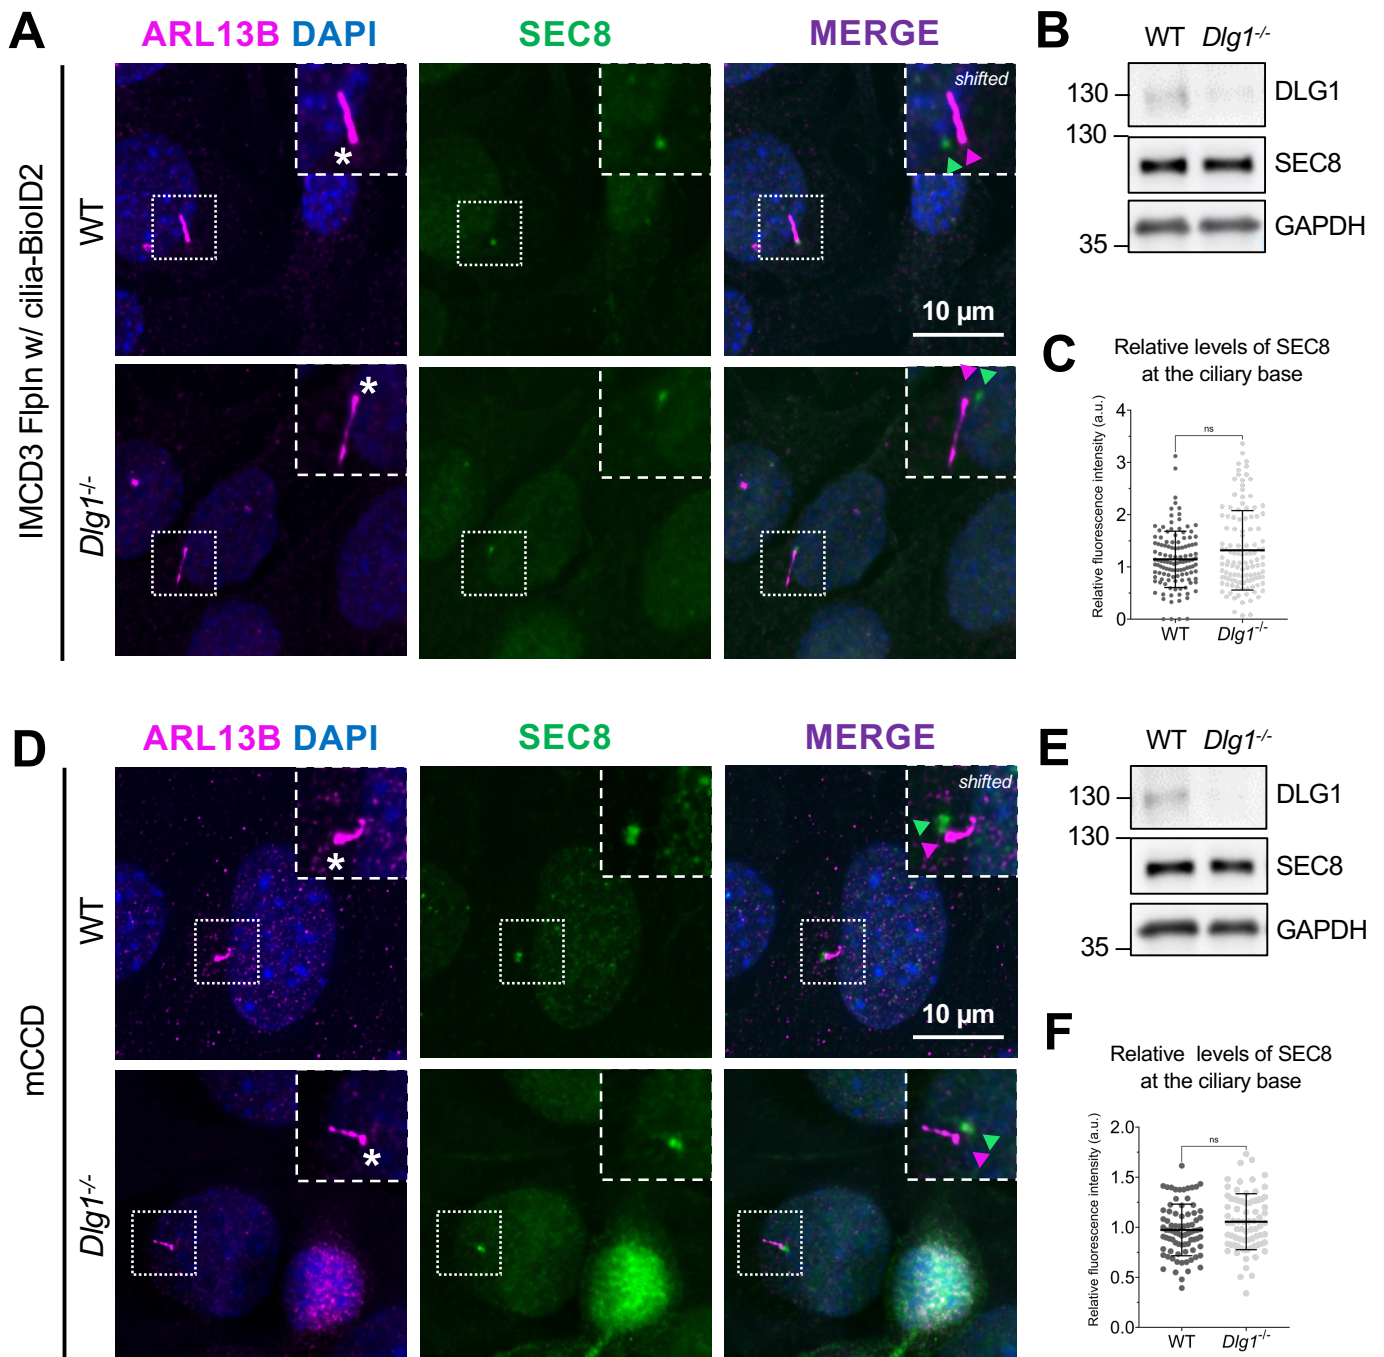 A
ARL13B DAPI
SEC8
MERGE
IMCD3 FlpIn w/ cilia-BioID2
WT
*
shifted
10 µm
Dlg1-/-
*
B
WT Dlg1-/-
130
DLG1
130
SEC8
GAPDH
35
C
Relative levels of SEC8
at the ciliary base
Relative fluorescence intensity (a.u.)
4
3
2
1
0
ns
WT
Dlg1-/-
D
ARL13B DAPI
SEC8
MERGE
mCCD
WT
*
shifted
10 µm
Dlg1-/-
*
E
WT Dlg1-/-
130
DLG1
130
SEC8
GAPDH
35
F
Relative levels of SEC8
at the ciliary base
Relative fluorescence intensity (a.u.)
2.0
1.5
1.0
0.5
0.0
ns
WT
Dlg1-/-